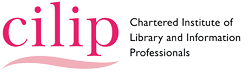 cilip
Chartered Institute of
Library and Information
Professionals